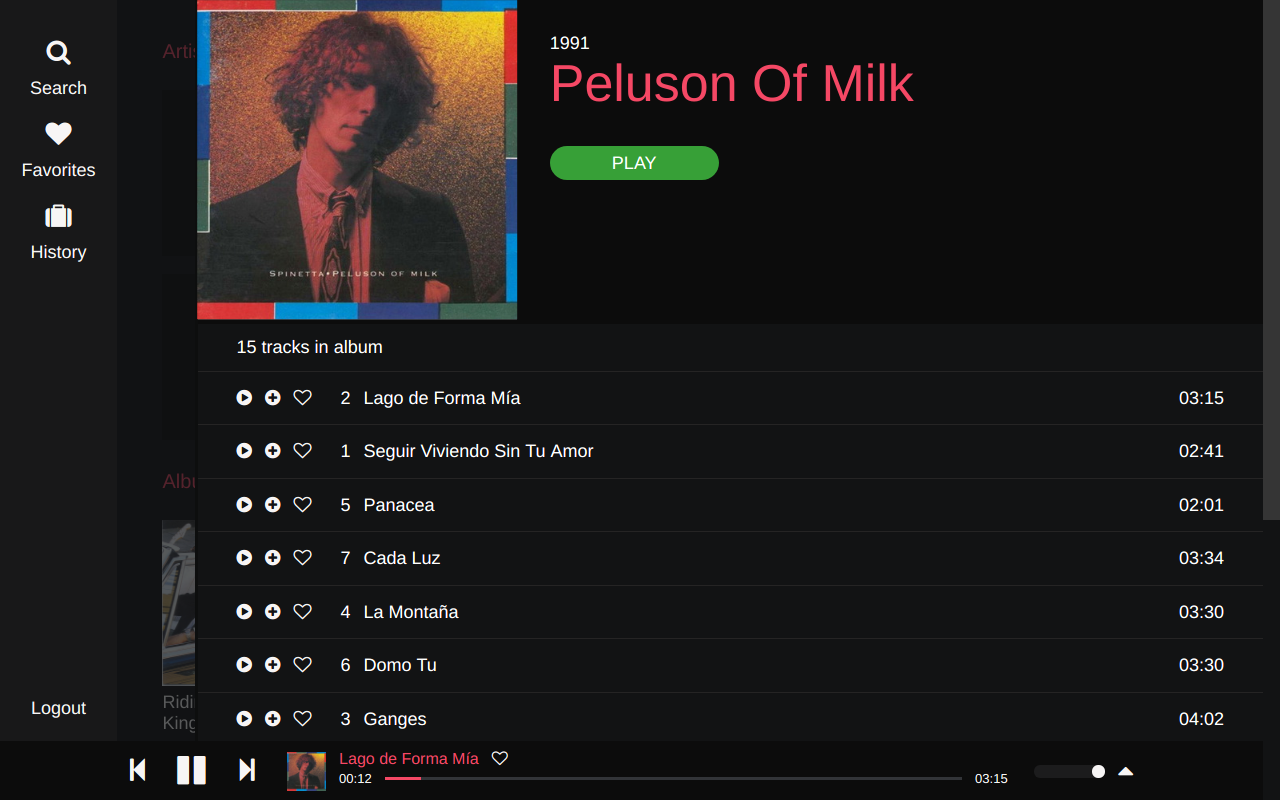 Search
Favorites
History
Logout
Artis
Albu
Ridi
King
SPINETTA•PELUSON OF MILK
1991
Peluson Of Milk
PLAY
15 tracks in album
2 Lago de Forma Mía 03:15
1 Seguir Viviendo Sin Tu Amor 02:41
5 Panacea 02:01
7 Cada Luz 03:34
4 La Montaña 03:30
6 Domo Tu 03:30
3 Ganges 04:02
Lago de Forma Mía
00:12 03:15